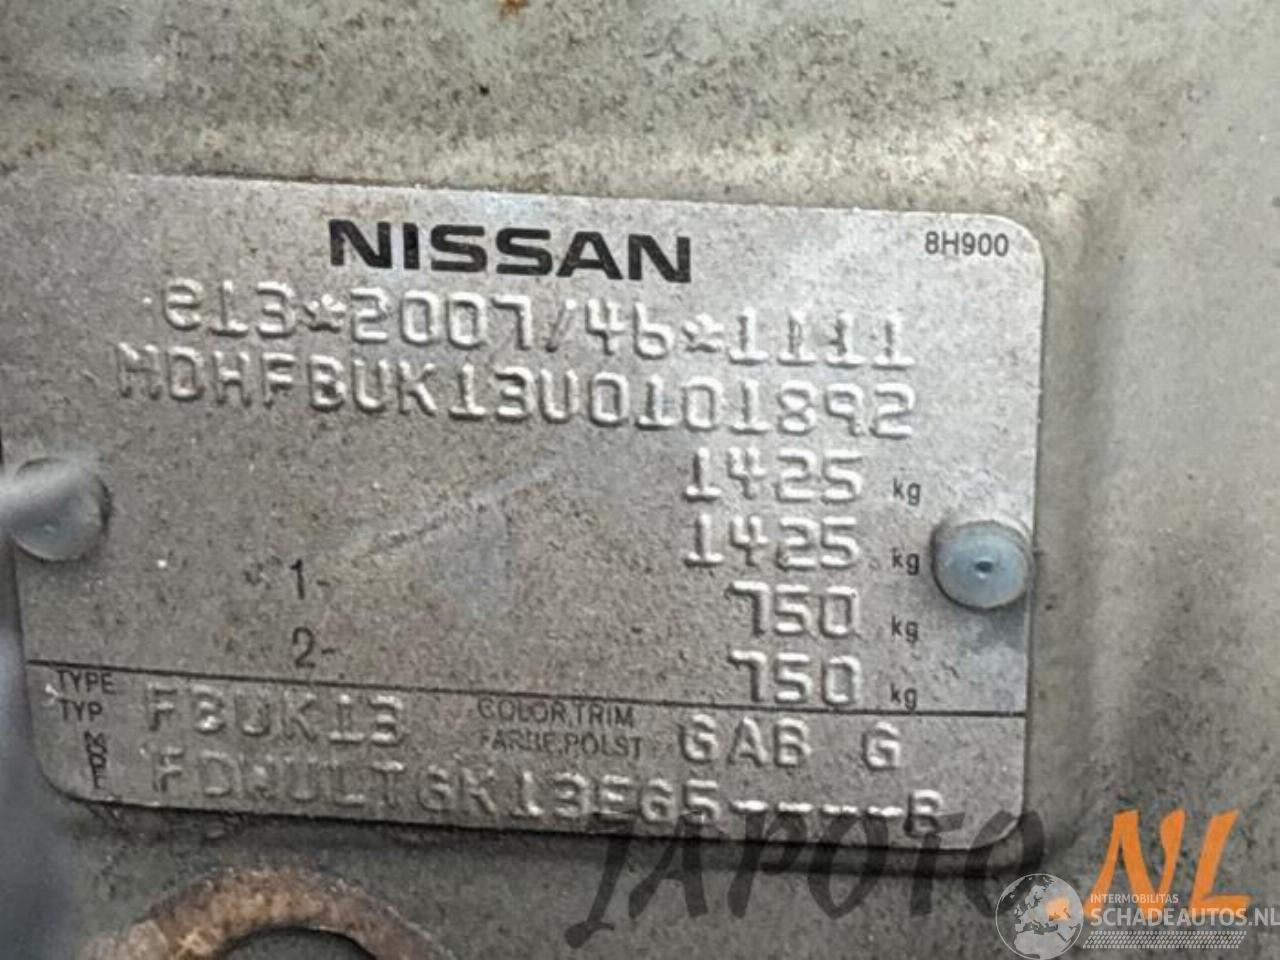 NISSAN 8H900
e13*2007/46*1111
MDHFBUK13U0101892
1425 kg
1425 kg
1- 750 kg
2- 750 kg
TYPE
TYP FBUK13 COLOR,TRIM
FARBE,POLST GAB G
FDWULTGK13EG5----B
JAPOTO.NL
INTERMOBILITAS
SCHADEAUTOS.NL